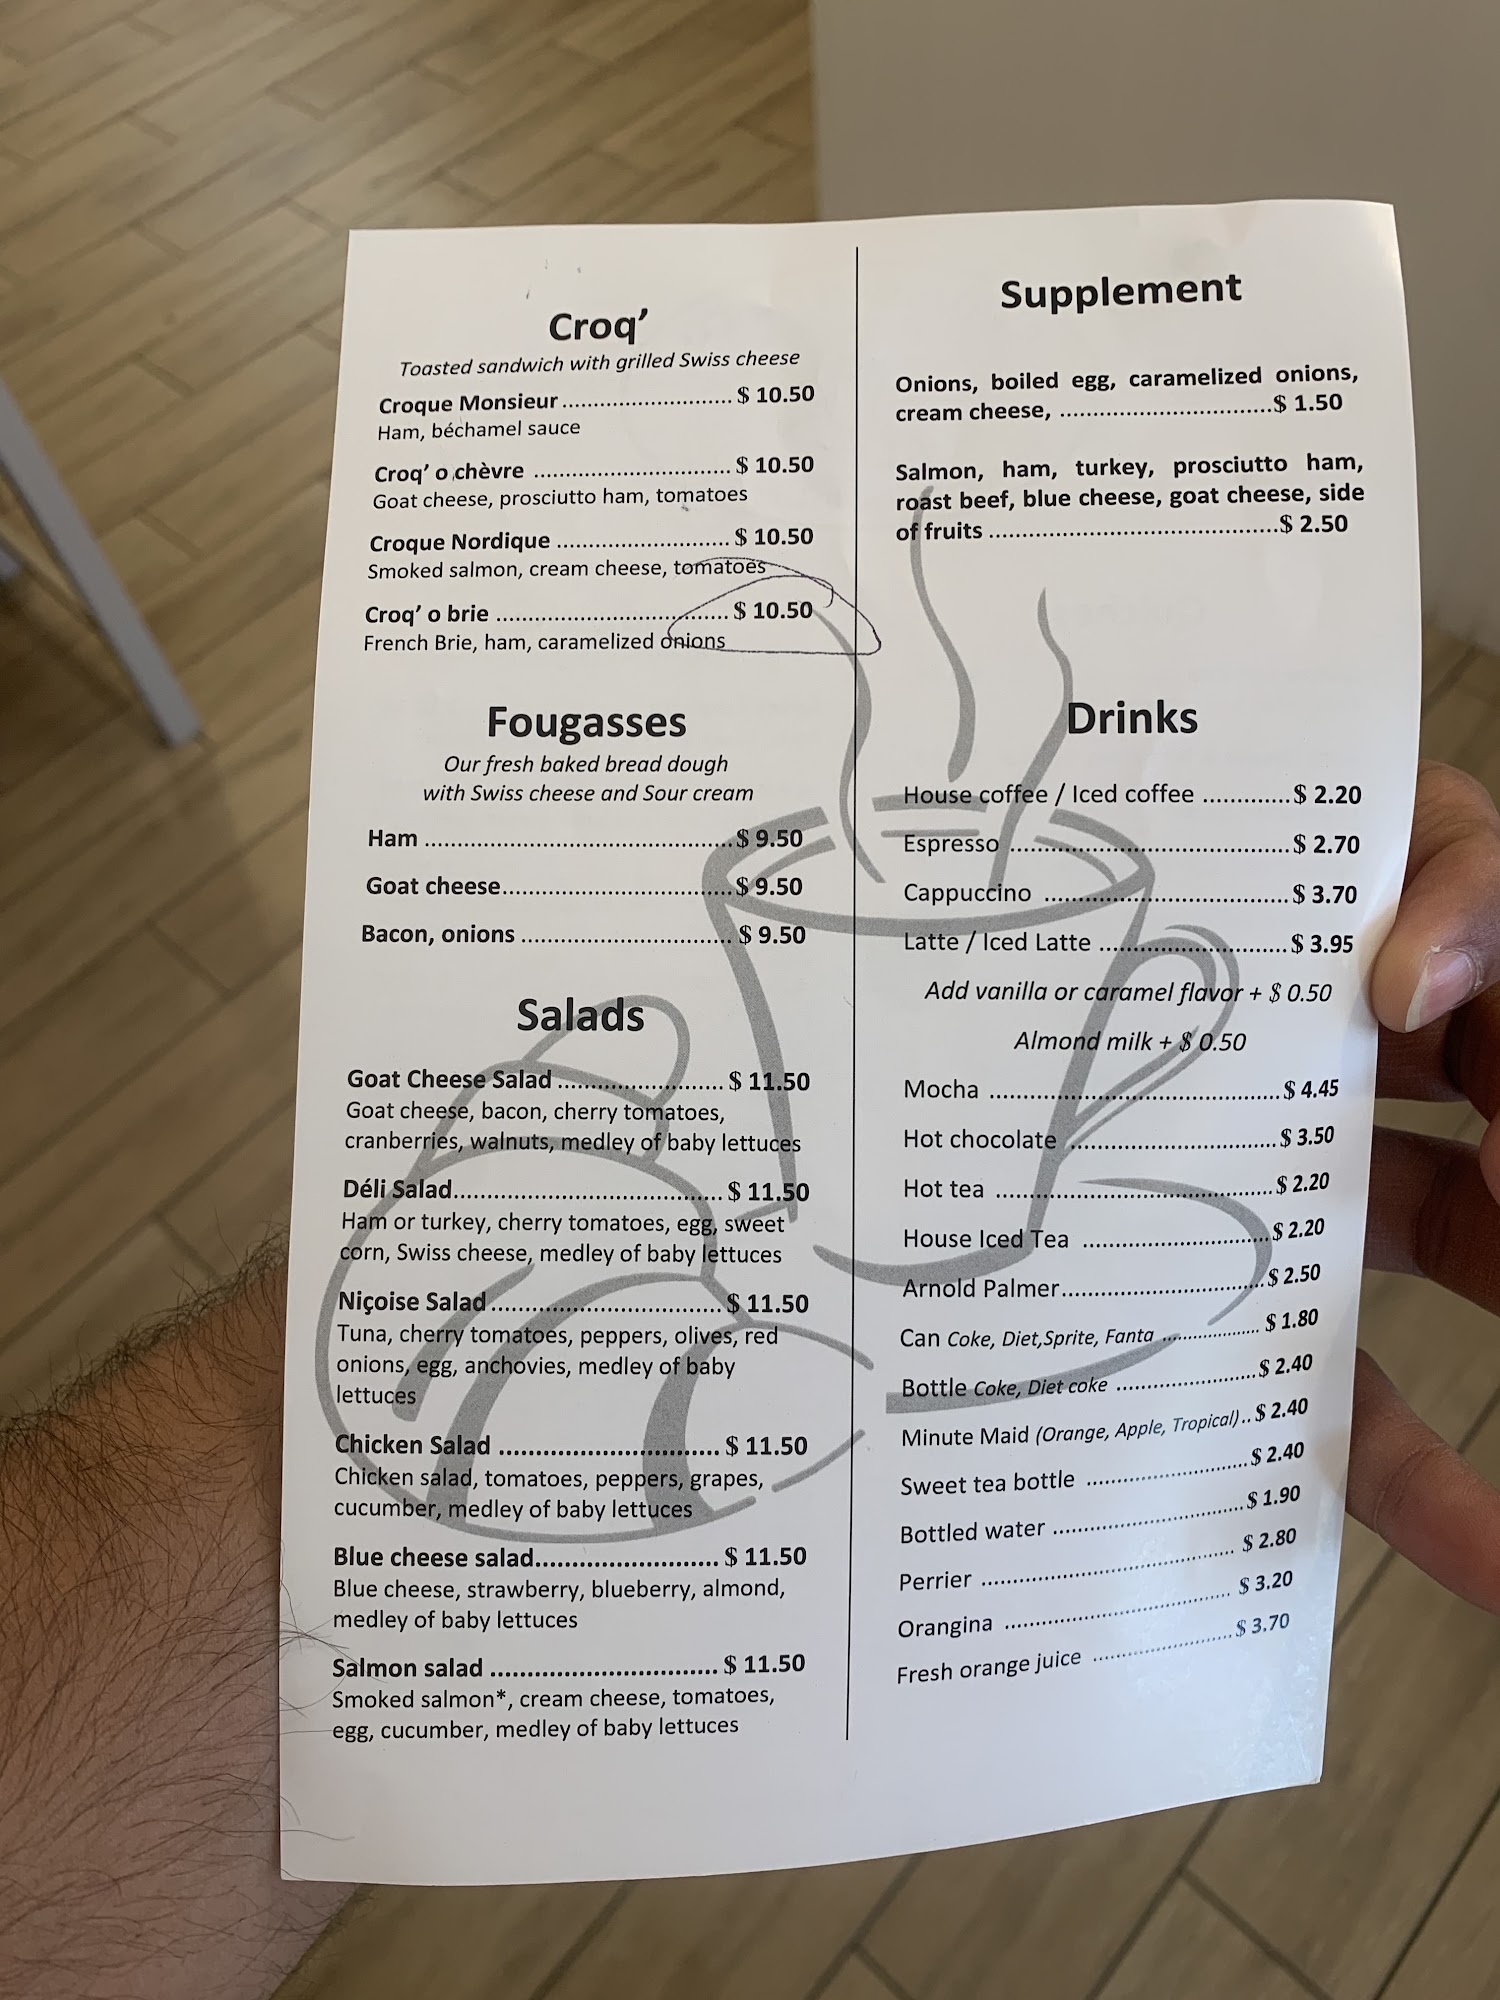 Croq’
Toasted sandwich with grilled Swiss cheese
Croque Monsieur ........................... $ 10.50
Ham, béchamel sauce
Croq’ o chèvre ............................... $ 10.50
Goat cheese, prosciutto ham, tomatoes
Croque Nordique ........................... $ 10.50
Smoked salmon, cream cheese, tomatoes
Croq’ o brie .................................... $ 10.50
French Brie, ham, caramelized onions
Fougasses
Our fresh baked bread dough
with Swiss cheese and Sour cream
Ham ................................................ $ 9.50
Goat cheese.................................... $ 9.50
Bacon, onions ................................. $ 9.50
Salads
Goat Cheese Salad ......................... $ 11.50
Goat cheese, bacon, cherry tomatoes,
cranberries, walnuts, medley of baby lettuces
Déli Salad......................................... $ 11.50
Ham or turkey, cherry tomatoes, egg, sweet
corn, Swiss cheese, medley of baby lettuces
Niçoise Salad................................... $ 11.50
Tuna, cherry tomatoes, peppers, olives, red
onions, egg, anchovies, medley of baby
lettuces
Chicken Salad ................................. $ 11.50
Chicken salad, tomatoes, peppers, grapes,
cucumber, medley of baby lettuces
Blue cheese salad........................... $ 11.50
Blue cheese, strawberry, blueberry, almond,
medley of baby lettuces
Salmon salad .................................. $ 11.50
Smoked salmon*, cream cheese, tomatoes,
egg, cucumber, medley of baby lettuces
Supplement
Onions, boiled egg, caramelized onions,
cream cheese, ................................$ 1.50
Salmon, ham, turkey, prosciutto ham,
roast beef, blue cheese, goat cheese, side
of fruits ...........................................$ 2.50
Drinks
House coffee / Iced coffee .............$ 2.20
Espresso .........................................$ 2.70
Cappuccino ....................................$ 3.70
Latte / Iced Latte ............................$ 3.95
Add vanilla or caramel flavor + $ 0.50
Almond milk + $ 0.50
Mocha ...........................................$ 4.45
Hot chocolate ...............................$ 3.50
Hot tea .........................................$ 2.20
House Iced Tea ............................$ 2.20
Arnold Palmer..............................$ 2.50
Can Coke, Diet,Sprite, Fanta ................. $ 1.80
Bottle Coke, Diet coke .........................$ 2.40
Minute Maid (Orange, Apple, Tropical).. $ 2.40
Sweet tea bottle ............................$ 2.40
Bottled water ................................$ 1.90
Perrier ........................................... $ 2.80
Orangina ....................................... $ 3.20
Fresh orange juice ........................$ 3.70